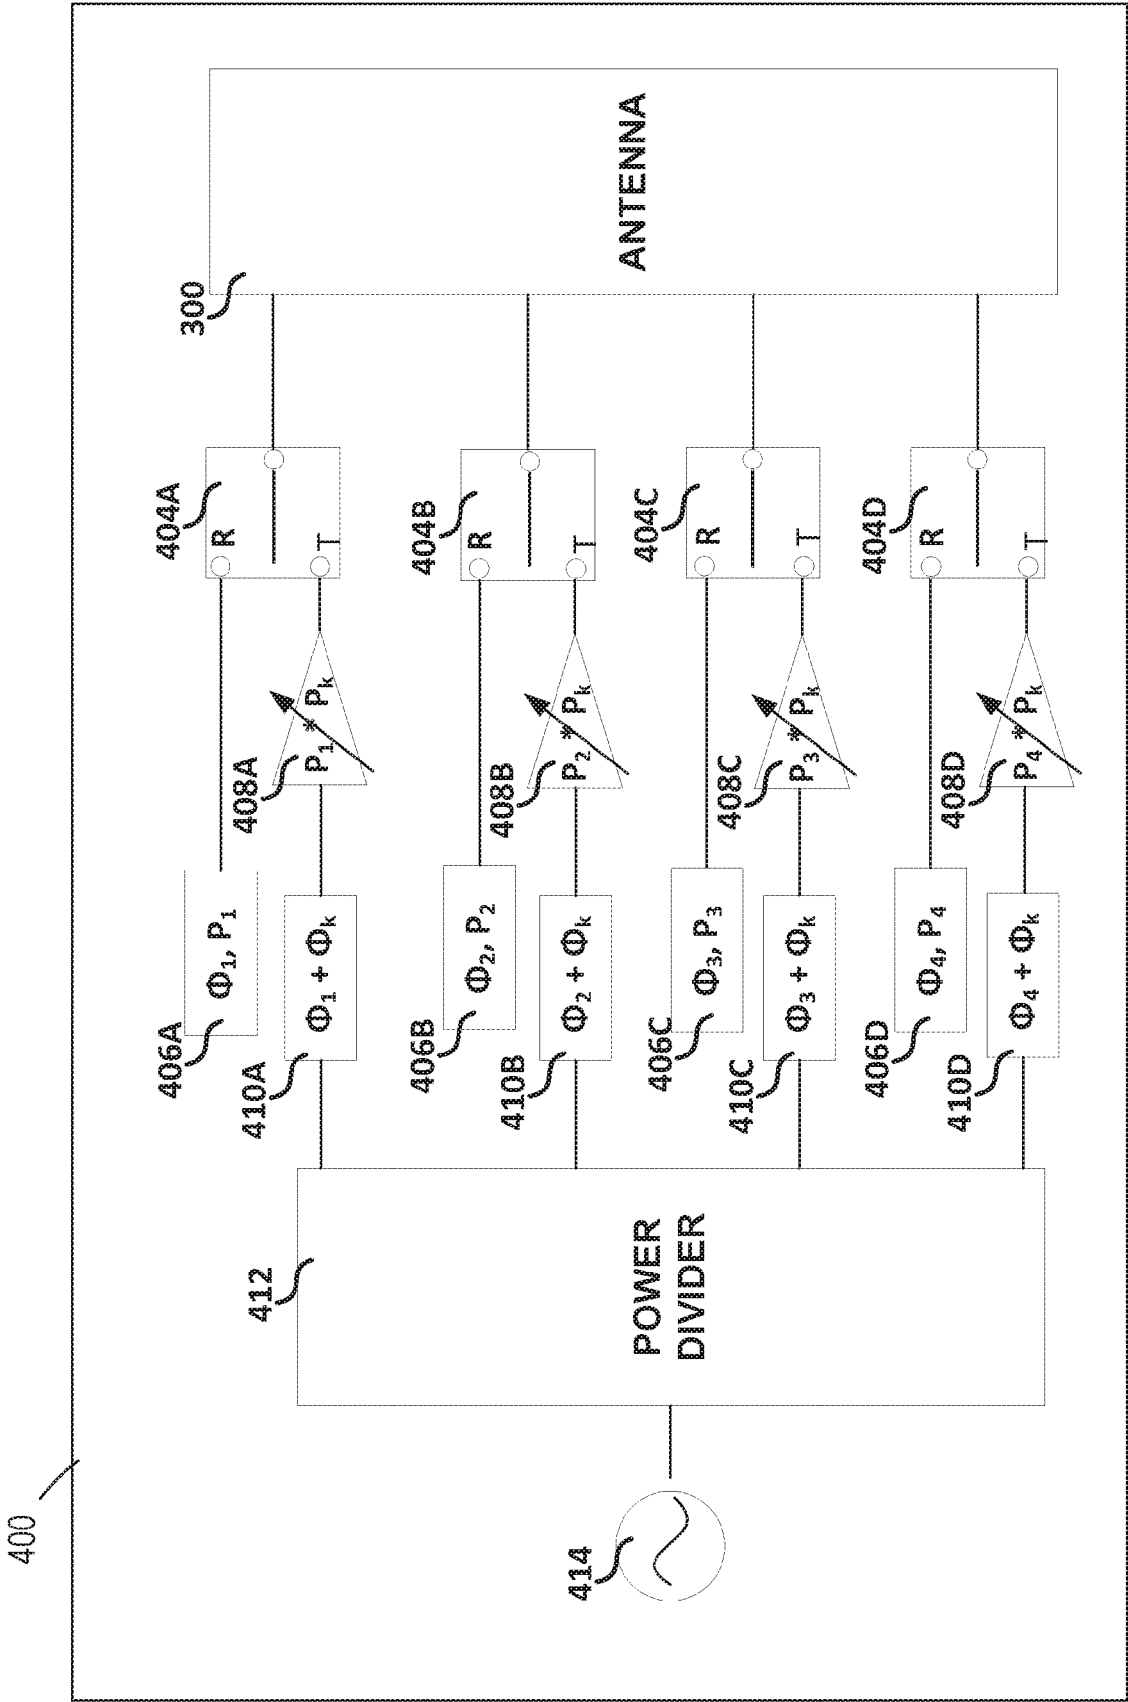 400
414
412
POWER
DIVIDER
406A
Φ1, P1
410A
Φ1 + Φk
408A
P1 * Pk
404A
R
T
406B
Φ2, P2
410B
Φ2 + Φk
408B
P2 * Pk
404B
R
T
406C
Φ3, P3
410C
Φ3 + Φk
408C
P3 * Pk
404C
R
T
406D
Φ4, P4
410D
Φ4 + Φk
408D
P4 * Pk
404D
R
T
300
ANTENNA